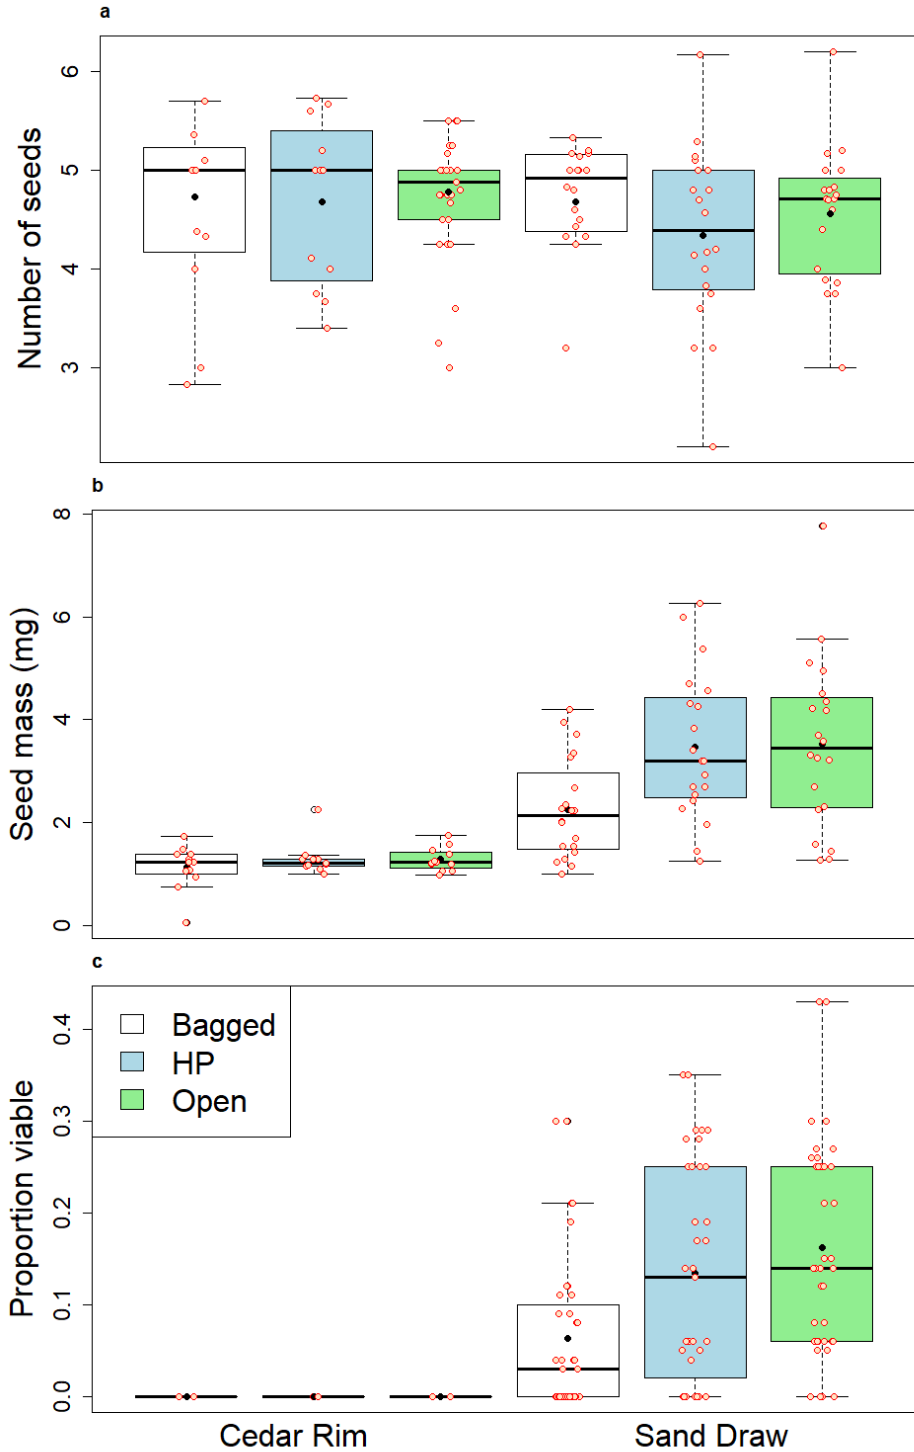 a
Number of seeds
6
5
4
3
b
Seed mass (mg)
8
6
4
2
0
c
Proportion viable
0.4
0.3
0.2
0.1
0.0
Bagged
HP
Open
Cedar Rim
Sand Draw